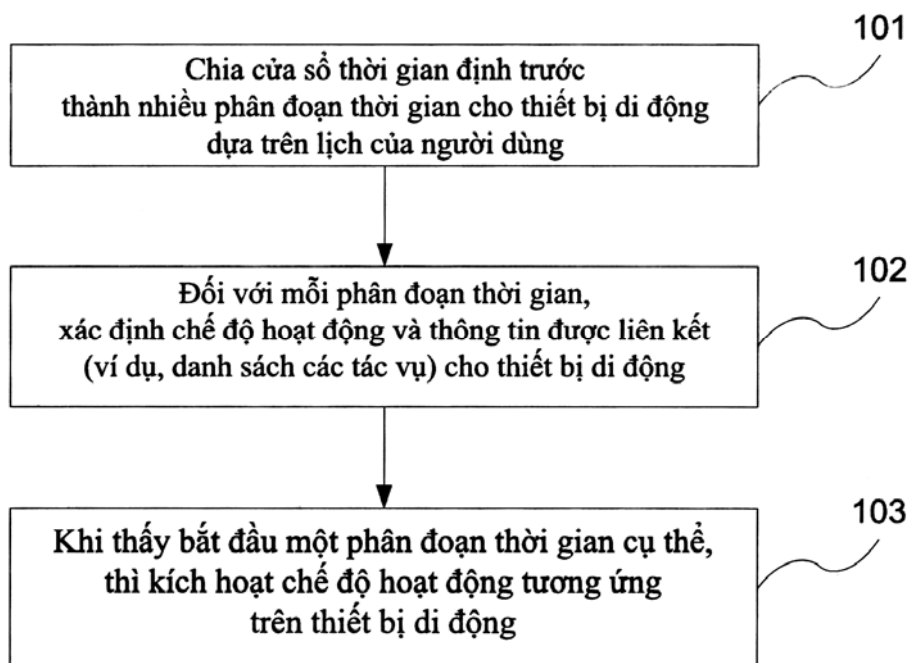 101
Chia cửa sổ thời gian định trước
thành nhiều phân đoạn thời gian cho thiết bị di động
dựa trên lịch của người dùng
102
Đối với mỗi phân đoạn thời gian,
xác định chế độ hoạt động và thông tin được liên kết
(ví dụ, danh sách các tác vụ) cho thiết bị di động
103
Khi thấy bắt đầu một phân đoạn thời gian cụ thể,
thì kích hoạt chế độ hoạt động tương ứng
trên thiết bị di động